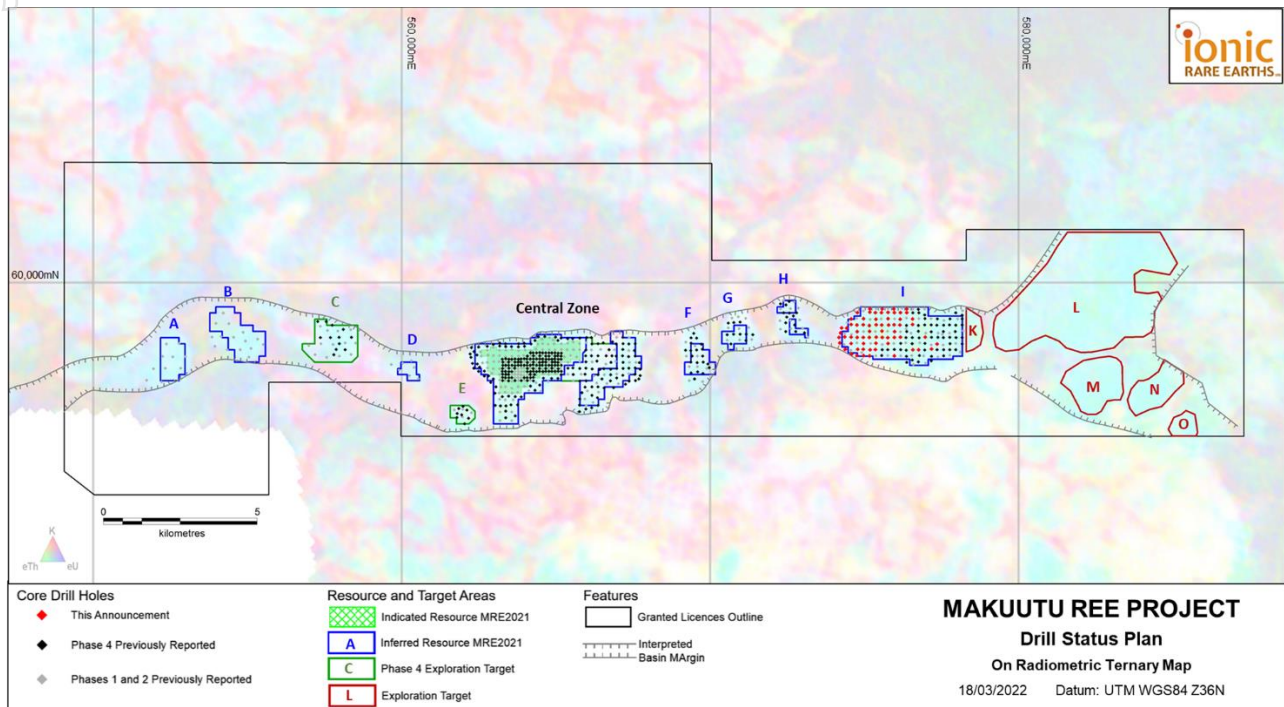 560,000mE
580,000mE
ionic
RARE EARTHS
60,000mN
A
B
C
D
E
Central Zone
F
G
H
I
K
L
M
N
O
0
5
kilometres
K
eTh
eU
Core Drill Holes
This Announcement
Phase 4 Previously Reported
Phases 1 and 2 Previously Reported
Resource and Target Areas
Indicated Resource MRE2021
A Inferred Resource MRE2021
C Phase 4 Exploration Target
L Exploration Target
Features
Granted Licences Outline
Interpreted
Basin MArgin
MAKUUTU REE PROJECT
Drill Status Plan
On Radiometric Ternary Map
18/03/2022 Datum: UTM WGS84 Z36N